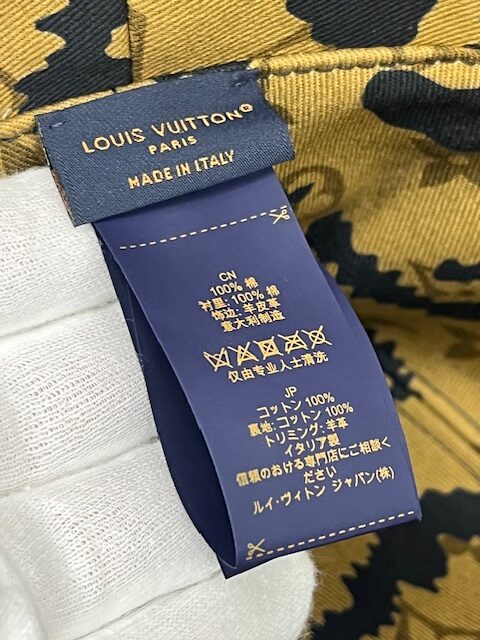 LOUIS VUITTON®
PARIS
MADE IN ITALY
CN
100% 棉
衬里: 100% 棉
饰边: 羊皮革
意大利制造
仅由专业人士清洗
JP
コットン 100%
裏地: コットン 100%
トリミング: 羊革
イタリア製
信頼のおける専門店にご相談く
ださい
ルイ・ヴィトン ジャパン(株)